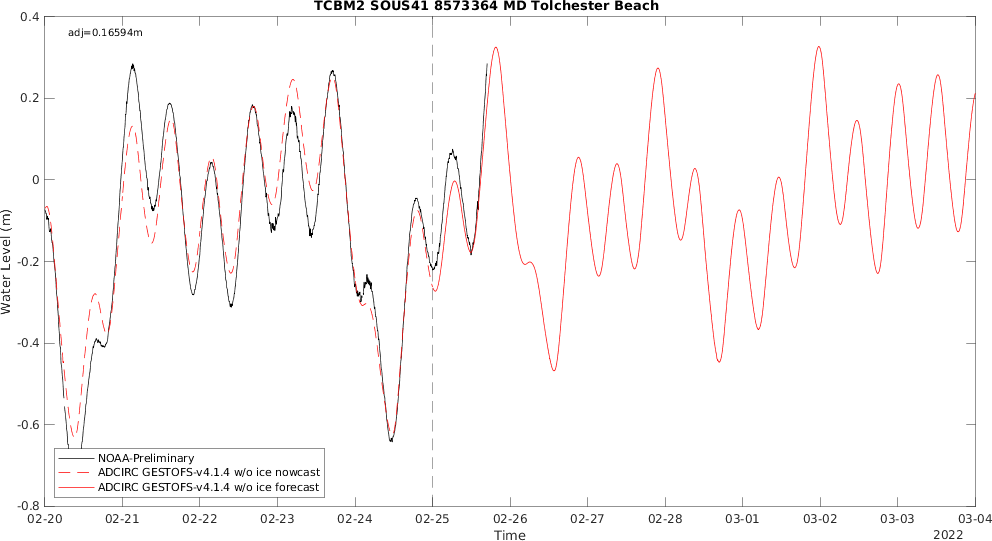 TCBM2 SOUS41 8573364 MD Tolchester Beach
adj=0.16594m
0.4
0.2
0
-0.2
-0.4
-0.6
-0.8
Water Level (m)
NOAA-Preliminary
ADCIRC GESTOFS-v4.1.4 w/o ice nowcast
ADCIRC GESTOFS-v4.1.4 w/o ice forecast
02-20 02-21 02-22 02-23 02-24 02-25 02-26 02-27 02-28 03-01 03-02 03-03 03-04
Time
2022